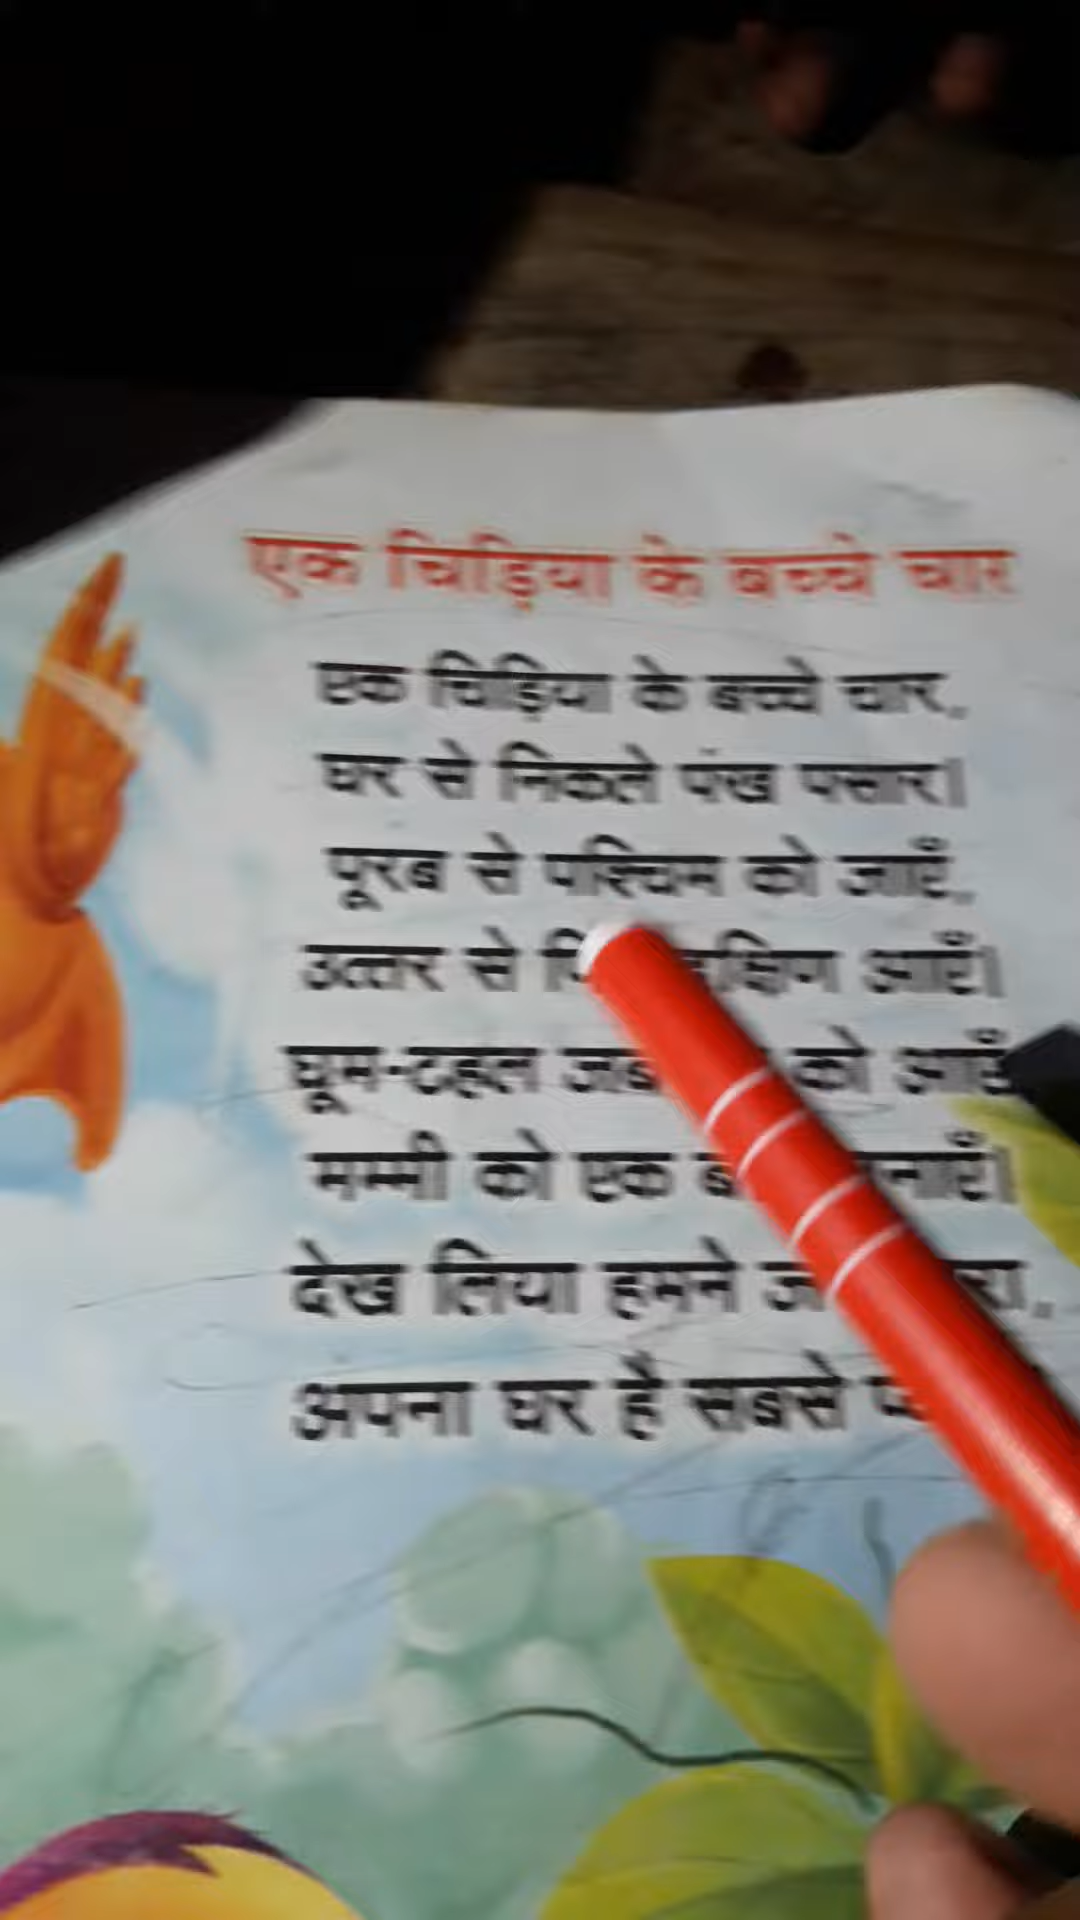 एक चिड़िया के बच्चे चार
एक चिड़िया के बच्चे चार,
घर से निकले पंख पसार।
पूरब से पश्चिम को जाएँ,
उत्तर से दक्षिण आएँ।
घूम-टहल को आएँ
मम्मी को एक
देख लिया हमने
अपना घर है सबसे